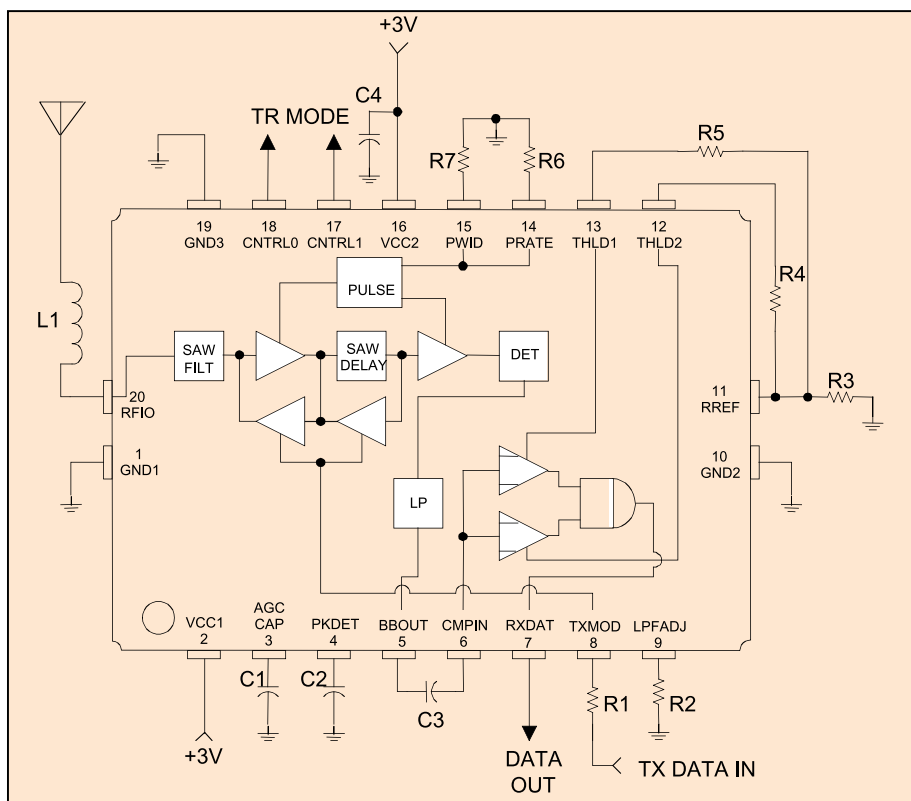 +3V
C4
TR MODE
R7
R6
R5
19
GND3
18
CNTRL0
17
CNTRL1
16
VCC2
15
PWID
14
PRATE
13
THLD1
12
THLD2
R4
PULSE
L1
SAW
FILT
SAW
DELAY
DET
20
RFIO
11
RREF
R3
1
GND1
10
GND2
LP
VCC1
2
AGC
CAP
3
PKDET
4
BBOUT
5
CMPIN
6
RXDAT
7
TXMOD
8
LPFADJ
9
C1
C2
C3
R1
R2
+3V
DATA
OUT
TX DATA IN